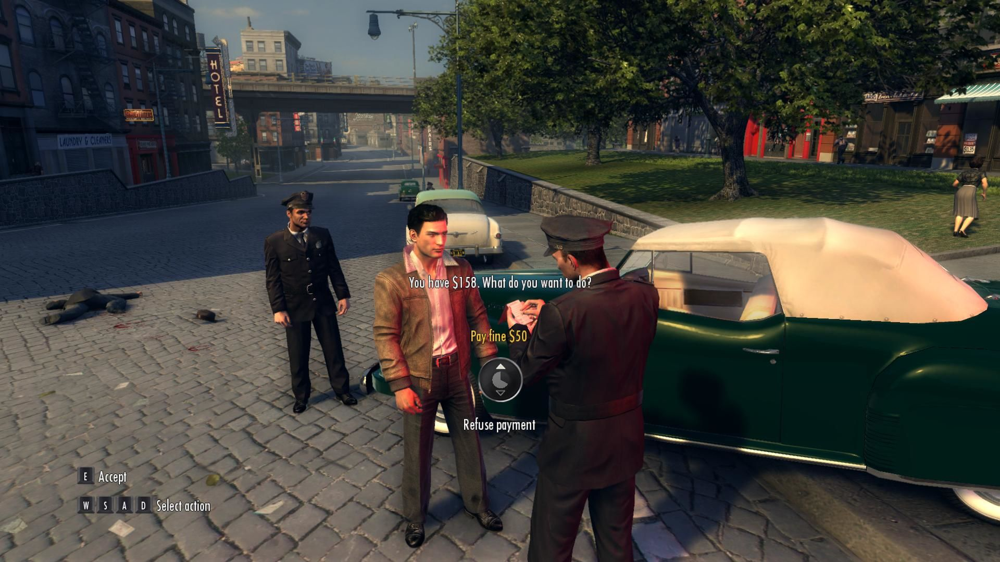 HOTEL
LAUNDRY & CLEANERS
$0.35
You have $158. What do you want to do?
Pay fine $50
Refuse payment
E Accept
W S A D Select action